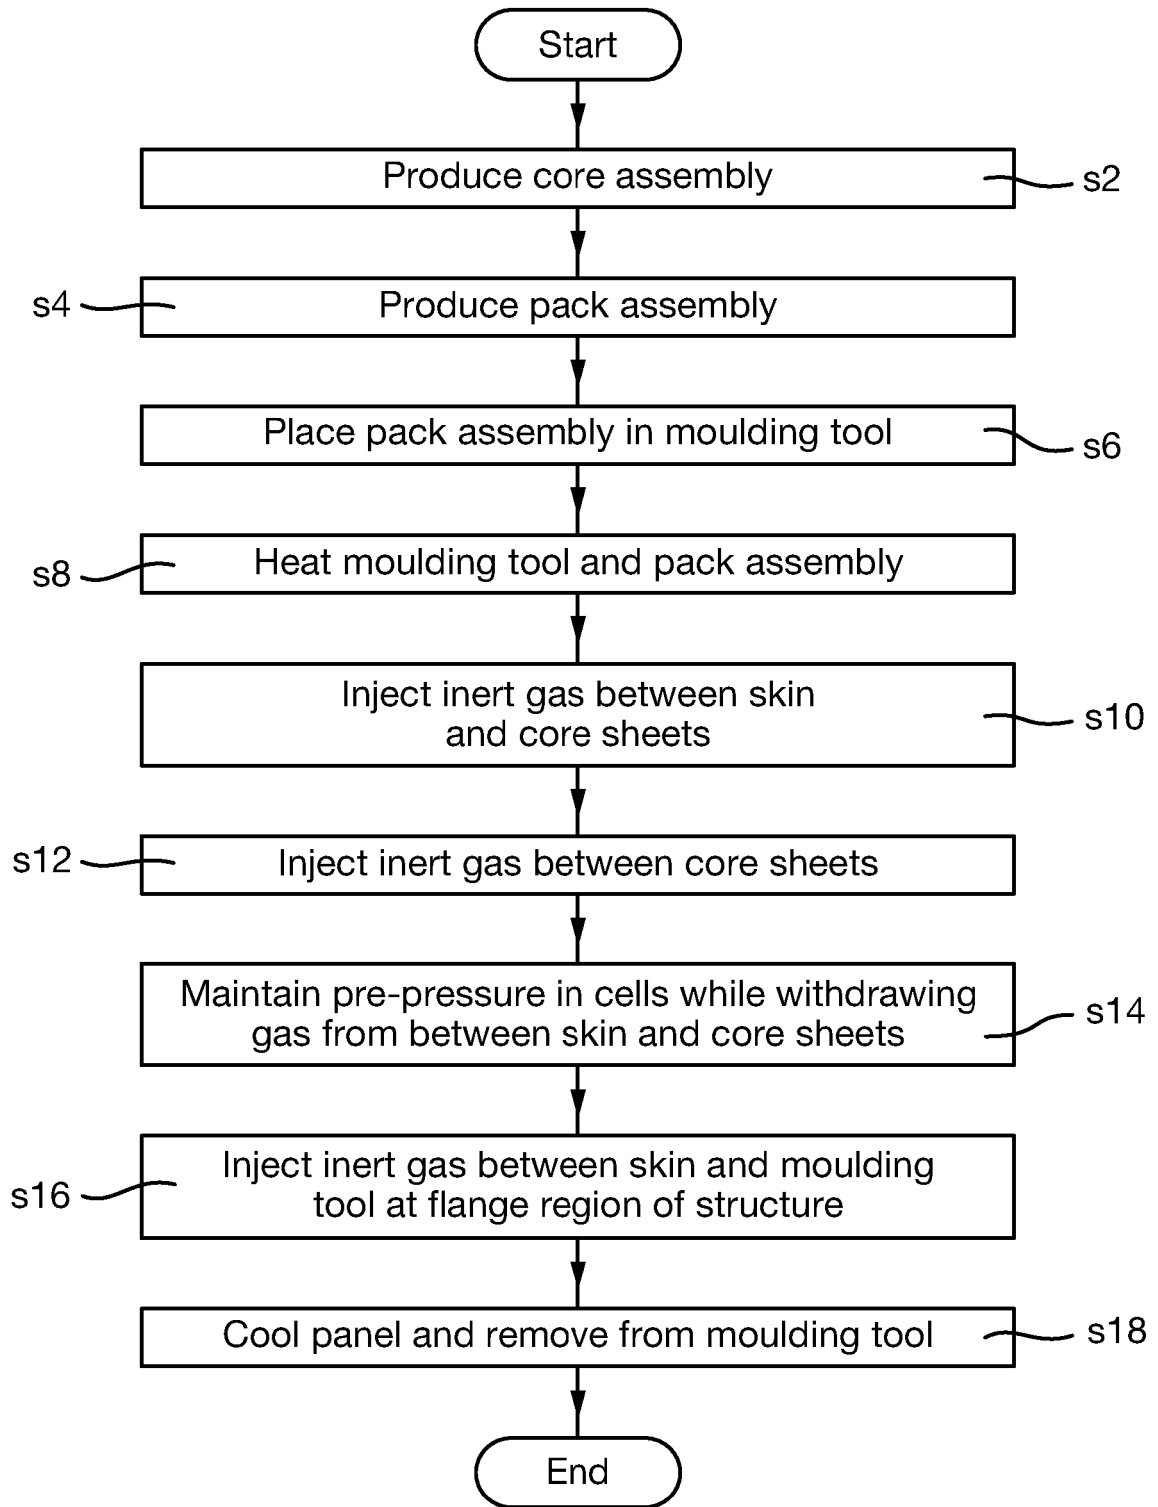 Start
Produce core assembly
s2
s4
Produce pack assembly
Place pack assembly in moulding tool
s6
s8
Heat moulding tool and pack assembly
Inject inert gas between skin
and core sheets
s10
s12
Inject inert gas between core sheets
Maintain pre-pressure in cells while withdrawing
gas from between skin and core sheets
s14
s16
Inject inert gas between skin and moulding
tool at flange region of structure
Cool panel and remove from moulding tool
s18
End